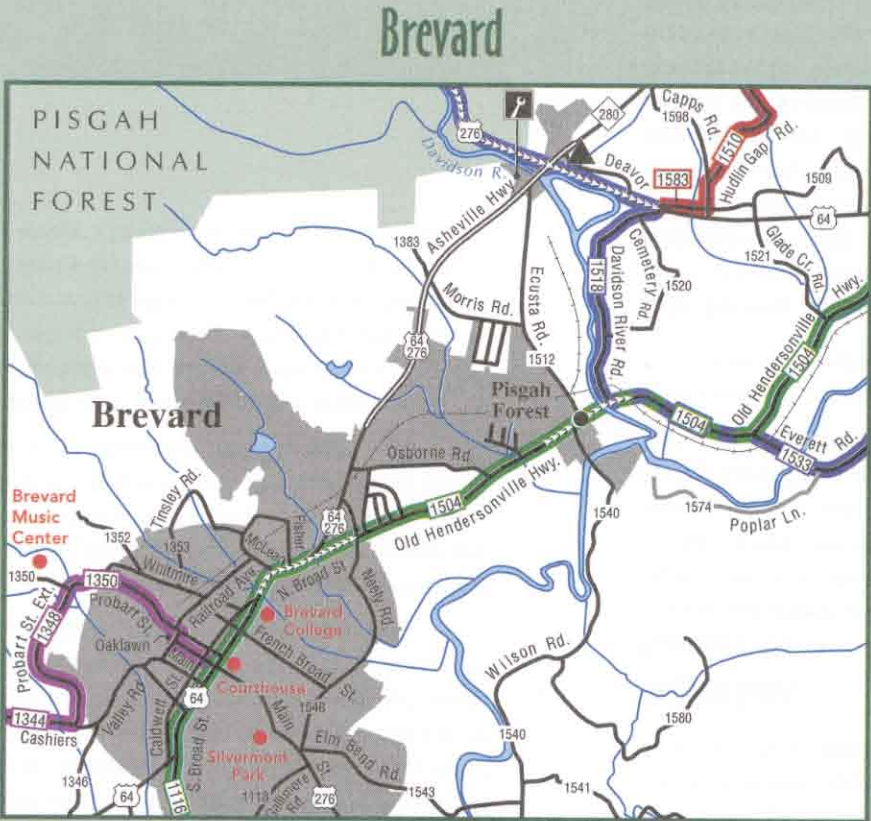 Brevard
PISGAH
NATIONAL
FOREST
276
Davidson R.
280
Capps Rd.
1598
Hudlin Gap Rd.
1510
Deavor
1583
1509
64
Asheville Hwy.
1383
Morris Rd.
Ecusta Rd.
1512
1518
Davidson River Rd.
Cemetery Rd.
1520
1521
Glade Cr. Rd.
Old Hendersonville Hwy.
1504
64
276
Pisgah
Forest
1504
Everett Rd.
1533
Brevard
Osborne Rd.
1504
Old Hendersonville Hwy.
1574
Poplar Ln.
1540
Tinsley Rd.
64
276
Fisher
McLean
Brevard
Music
Center
1352
1353
Whitmire
Railroad Ave.
N. Broad St.
Neely Rd.
1350
1350
Probart St.
Probart St. Ext.
1348
Brevard
College
Oaklawn
Main
French Broad St.
Courthouse
Wilson Rd.
1344
Cashiers
Valley Rd.
Caldwell St.
64
S. Broad St.
1546
Main St.
Silvermont
Park
Elm Bend Rd.
1540
1580
1346
64
1116
1118
Gallimore Rd.
276
1543
1541